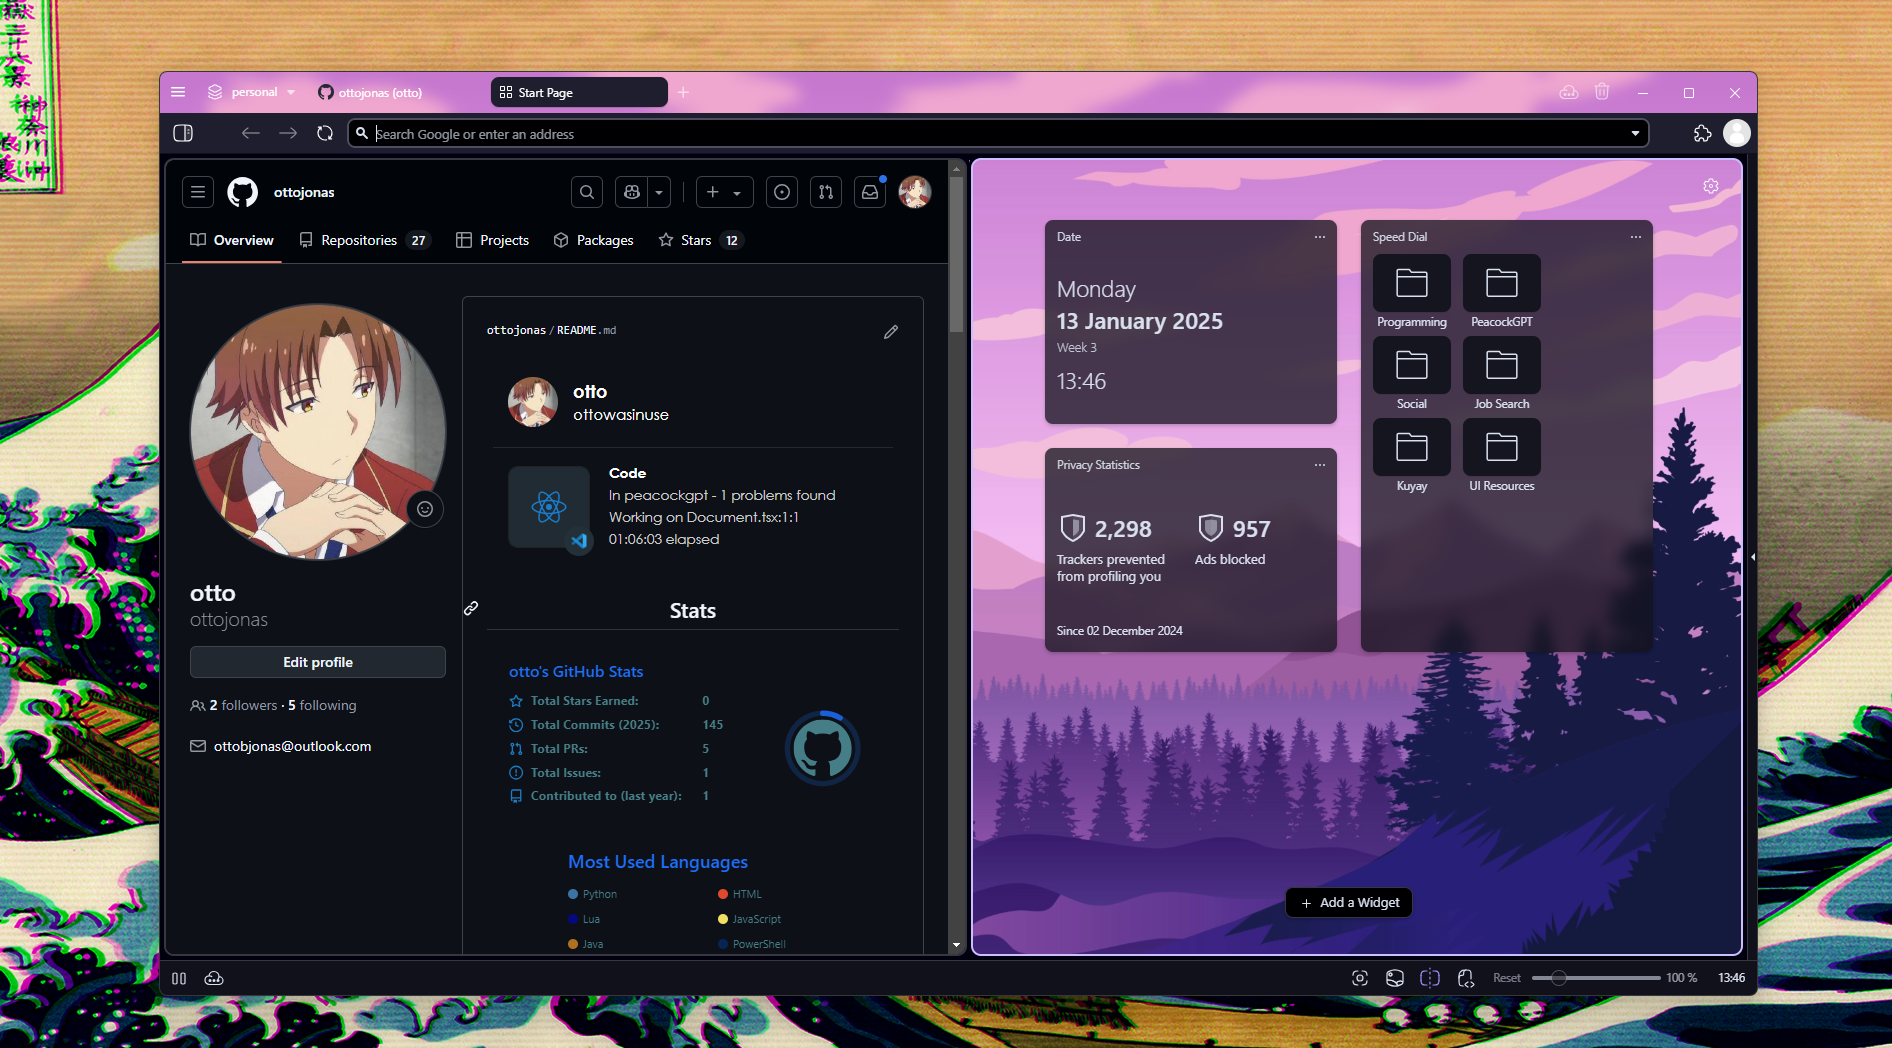 personal
ottojonas (otto)
Start Page
Search Google or enter an address
ottojonas
Overview
Repositories 27
Projects
Packages
Stars 12
ottojonas / README.md
otto
ottowasinuse
Code
In peacockgpt - 1 problems found
Working on Document.tsx:1:1
01:06:03 elapsed
otto
ottojonas
Edit profile
2 followers · 5 following
ottobjonas@outlook.com
Stats
otto's GitHub Stats
Total Stars Earned: 0
Total Commits (2025): 145
Total PRs: 5
Total Issues: 1
Contributed to (last year): 1
Most Used Languages
Python
HTML
Lua
JavaScript
Java
PowerShell
Date
Monday
13 January 2025
Week 3
13:46
Privacy Statistics
2,298
Trackers prevented
from profiling you
957
Ads blocked
Since 02 December 2024
Speed Dial
Programming
PeacockGPT
Social
Job Search
Kuyay
UI Resources
+ Add a Widget
Reset
100 %
13:46